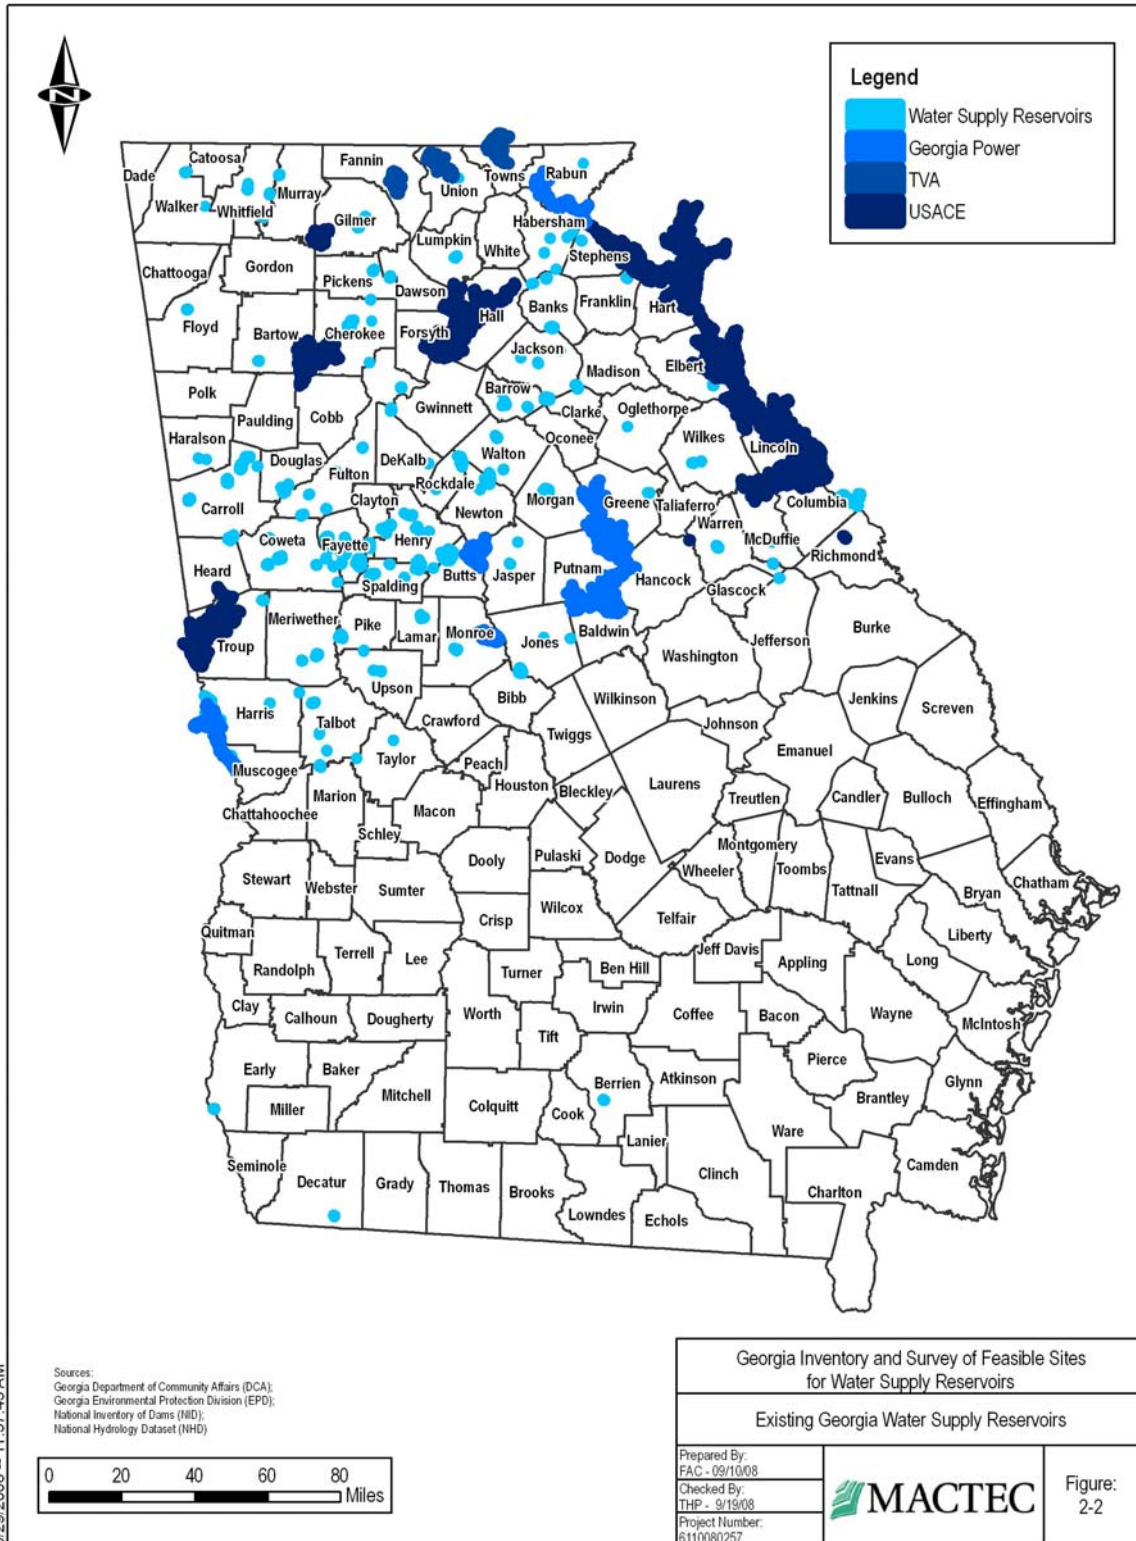 N
Legend
Water Supply Reservoirs
Georgia Power
TVA
USACE
Dade
Catoosa
Fannin
Towns
Rabun
Union
Murray
Walker
Whitfield
Gilmer
Habersham
Lumpkin
White
Stephens
Chattooga
Gordon
Pickens
Dawson
Banks
Franklin
Hart
Hall
Floyd
Bartow
Cherokee
Forsyth
Jackson
Madison
Elbert
Polk
Barrow
Clarke
Oglethorpe
Gwinnett
Cobb
Paulding
Haralson
Oconee
Wilkes
Lincoln
Douglas
Fulton
DeKalb
Walton
Rockdale
Clayton
Morgan
Greene
Taliaferro
Columbia
Carroll
Newton
Warren
McDuffie
Richmond
Coweta
Fayette
Henry
Heard
Spalding
Butts
Jasper
Putnam
Hancock
Glascock
Troup
Meriwether
Pike
Lamar
Monroe
Jones
Baldwin
Washington
Jefferson
Burke
Upson
Bibb
Wilkinson
Jenkins
Screven
Harris
Talbot
Crawford
Twiggs
Johnson
Emanuel
Taylor
Peach
Muscogee
Houston
Bleckley
Laurens
Treutlen
Candler
Bulloch
Effingham
Marion
Macon
Chattahoochee
Schley
Dooly
Pulaski
Dodge
Montgomery
Wheeler
Toombs
Evans
Tattnall
Bryan
Chatham
Stewart
Webster
Sumter
Crisp
Wilcox
Telfair
Quitman
Terrell
Lee
Randolph
Turner
Ben Hill
Jeff Davis
Appling
Long
Liberty
Clay
Calhoun
Dougherty
Worth
Irwin
Coffee
Bacon
Wayne
McIntosh
Tift
Early
Baker
Mitchell
Berrien
Atkinson
Pierce
Glynn
Brantley
Miller
Colquitt
Cook
Ware
Lanier
Seminole
Decatur
Grady
Thomas
Brooks
Clinch
Charlton
Camden
Lowndes
Echols
Sources:
Georgia Department of Community Affairs (DCA);
Georgia Environmental Protection Division (EPD);
National Inventory of Dams (NID);
National Hydrology Dataset (NHD)
0 20 40 60 80
Miles
Georgia Inventory and Survey of Feasible Sites
for Water Supply Reservoirs
Existing Georgia Water Supply Reservoirs
Prepared By:
FAC - 09/10/08
Checked By:
THP - 9/19/08
Project Number:
6110080257
MACTEC
Figure:
2-2